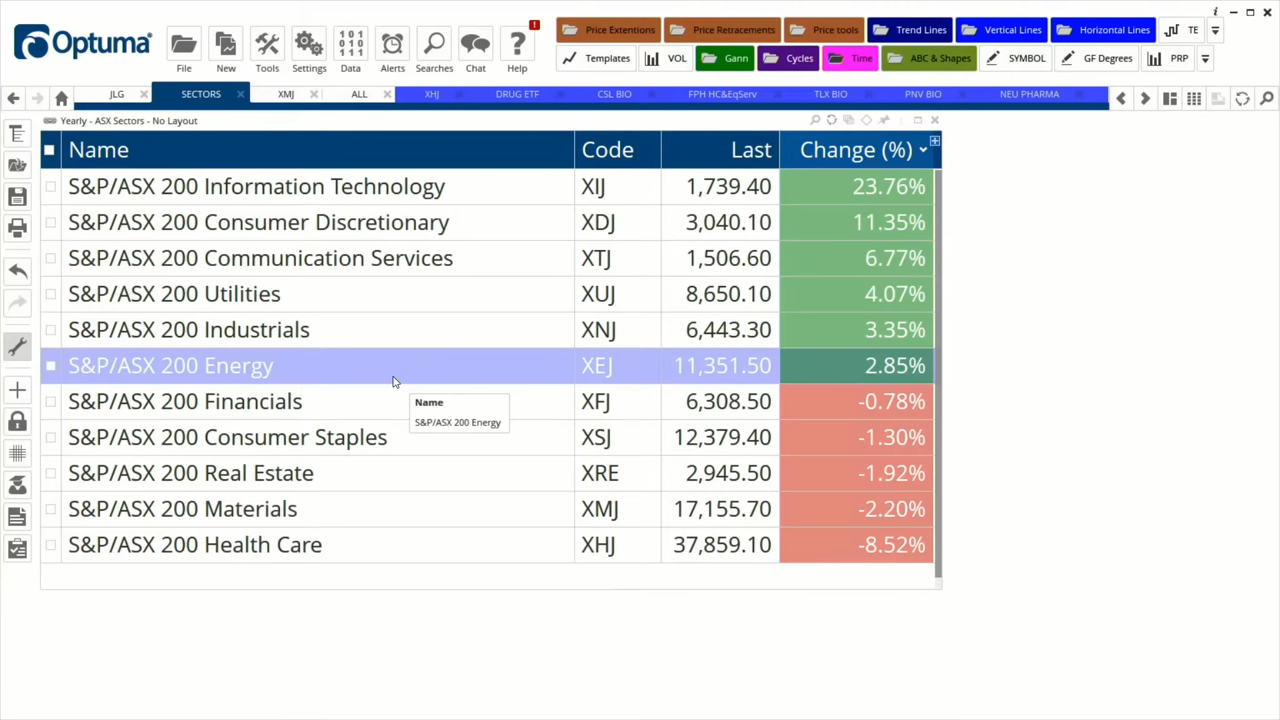 i
Optuma
File
New
Tools
Settings
101
010
101
Data
Alerts
Searches
Chat
!
?
Help
Price Extentions
Price Retracements
Price tools
Trend Lines
Vertical Lines
Horizontal Lines
TE
Templates
VOL
Gann
Cycles
Time
ABC & Shapes
SYMBOL
GF Degrees
PRP
JLG
SECTORS
XMJ
ALL
XHJ
DRUG ETF
CSL BIO
FPH HC&EqServ
TLX BIO
PNV BIO
NEU PHARMA
Yearly - ASX Sectors - No Layout
Name Code Last Change (%)
S&P/ASX 200 Information Technology XIJ 1,739.40 23.76%
S&P/ASX 200 Consumer Discretionary XDJ 3,040.10 11.35%
S&P/ASX 200 Communication Services XTJ 1,506.60 6.77%
S&P/ASX 200 Utilities XUJ 8,650.10 4.07%
S&P/ASX 200 Industrials XNJ 6,443.30 3.35%
S&P/ASX 200 Energy XEJ 11,351.50 2.85%
S&P/ASX 200 Financials XFJ 6,308.50 -0.78%
Name
S&P/ASX 200 Energy
S&P/ASX 200 Consumer Staples XSJ 12,379.40 -1.30%
S&P/ASX 200 Real Estate XRE 2,945.50 -1.92%
S&P/ASX 200 Materials XMJ 17,155.70 -2.20%
S&P/ASX 200 Health Care XHJ 37,859.10 -8.52%